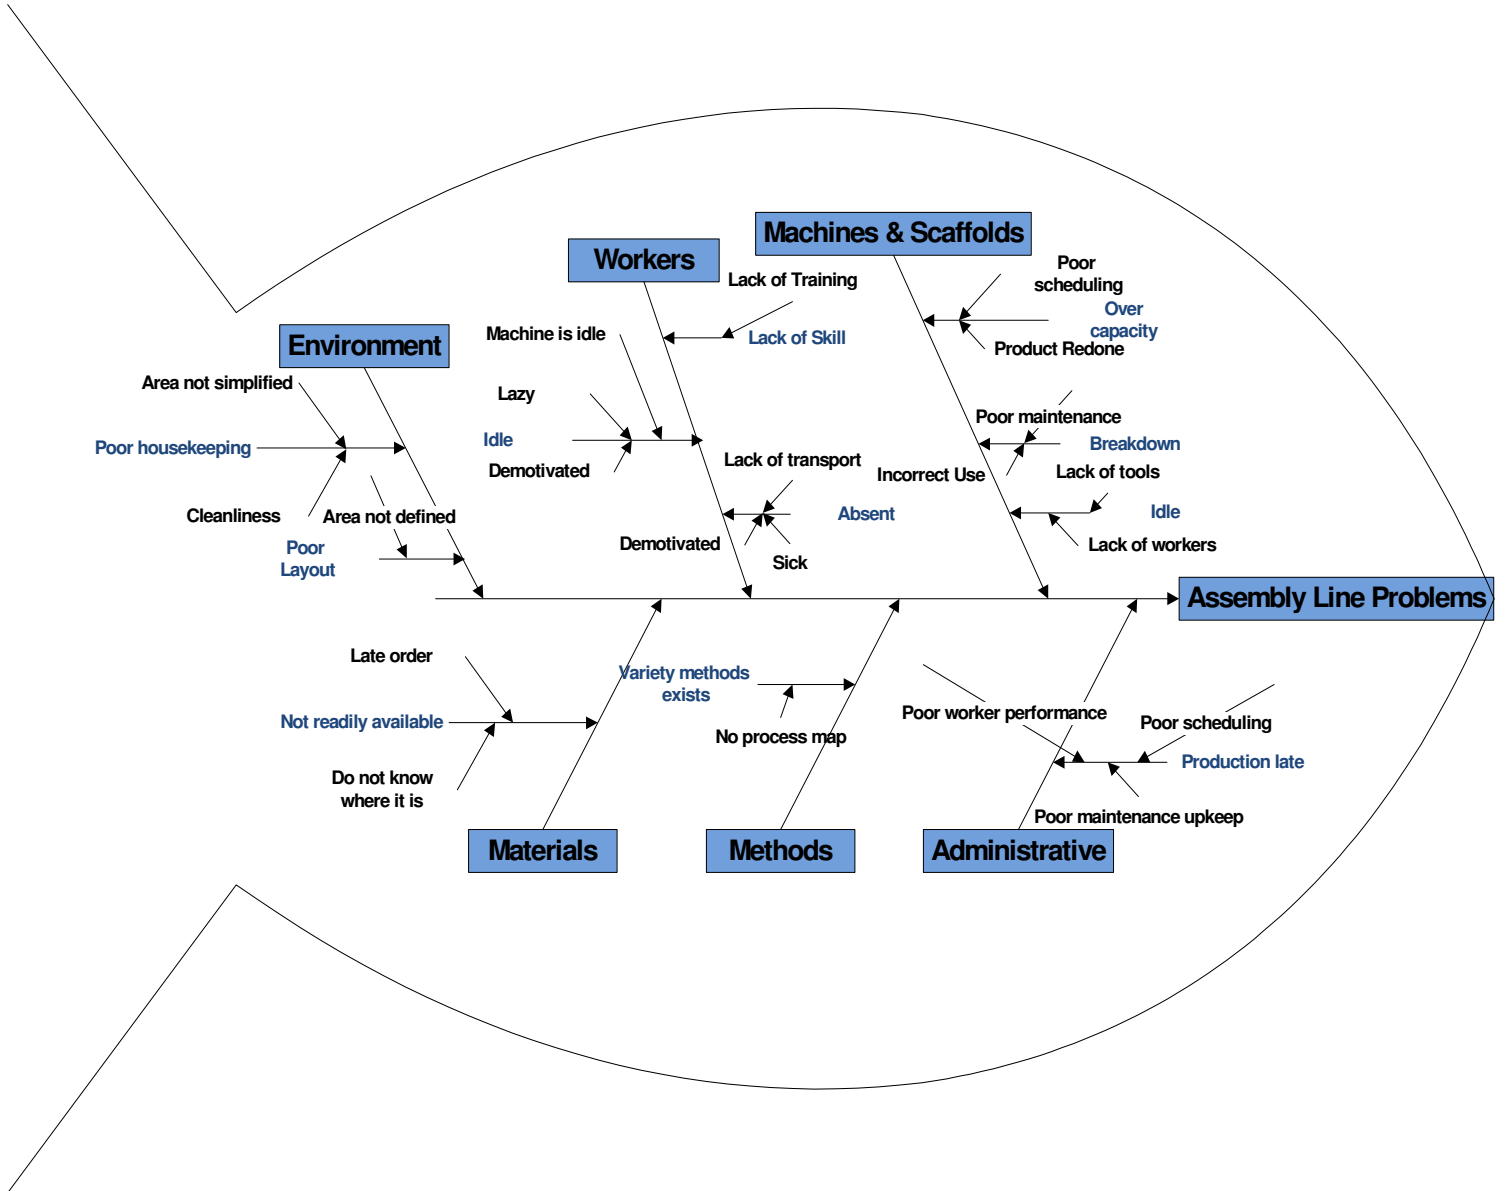 Machines & Scaffolds
Workers
Poor
scheduling
Lack of Training
Over
capacity
Machine is idle
Lack of Skill
Product Redone
Environment
Area not simplified
Lazy
Poor maintenance
Poor housekeeping
Idle
Breakdown
Demotivated
Lack of transport
Incorrect Use
Lack of tools
Cleanliness
Area not defined
Absent
Idle
Poor
Layout
Demotivated
Sick
Lack of workers
Assembly Line Problems
Late order
Variety methods
exists
Not readily available
Poor worker performance
Poor scheduling
No process map
Production late
Do not know
where it is
Poor maintenance upkeep
Materials
Methods
Administrative